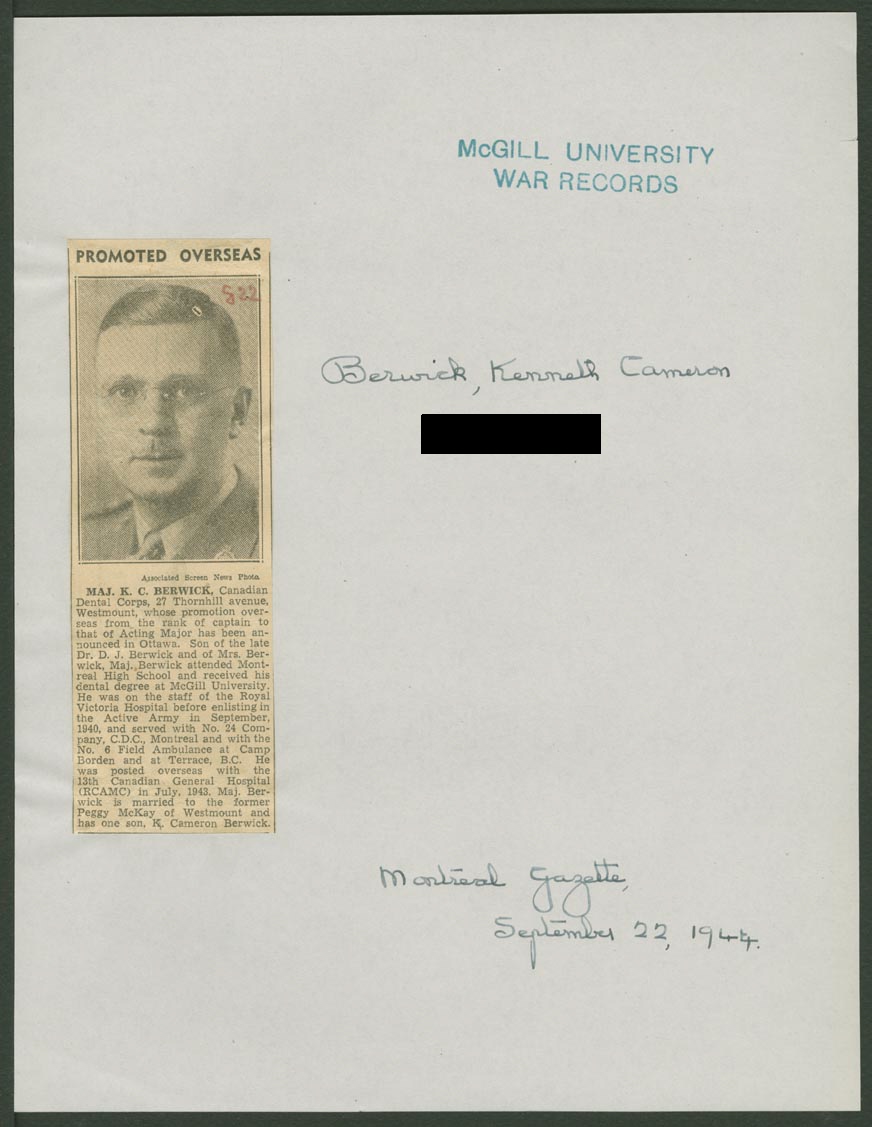 McGILL UNIVERSITY
WAR RECORDS
PROMOTED OVERSEAS
S22
Berwick, Kenneth Cameron
Associated Screen News Photo.
MAJ. K. C. BERWICK, Canadian
Dental Corps, 27 Thornhill avenue,
Westmount, whose promotion over-
seas from the rank of captain to
that of Acting Major has been an-
nounced in Ottawa. Son of the late
Dr. D. J. Berwick and of Mrs. Ber-
wick, Maj. Berwick attended Mont-
real High School and received his
dental degree at McGill University.
He was on the staff of the Royal
Victoria Hospital before enlisting in
the Active Army in September,
1940, and served with No. 24 Com-
pany, C.D.C., Montreal and with the
No. 6 Field Ambulance at Camp
Borden and at Terrace, B.C. He
was posted overseas with the
13th Canadian General Hospital
(RCAMC) in July, 1943. Maj. Ber-
wick is married to the former
Peggy McKay of Westmount and
has one son, K. Cameron Berwick.
Montreal Gazette,
September 22, 1944.